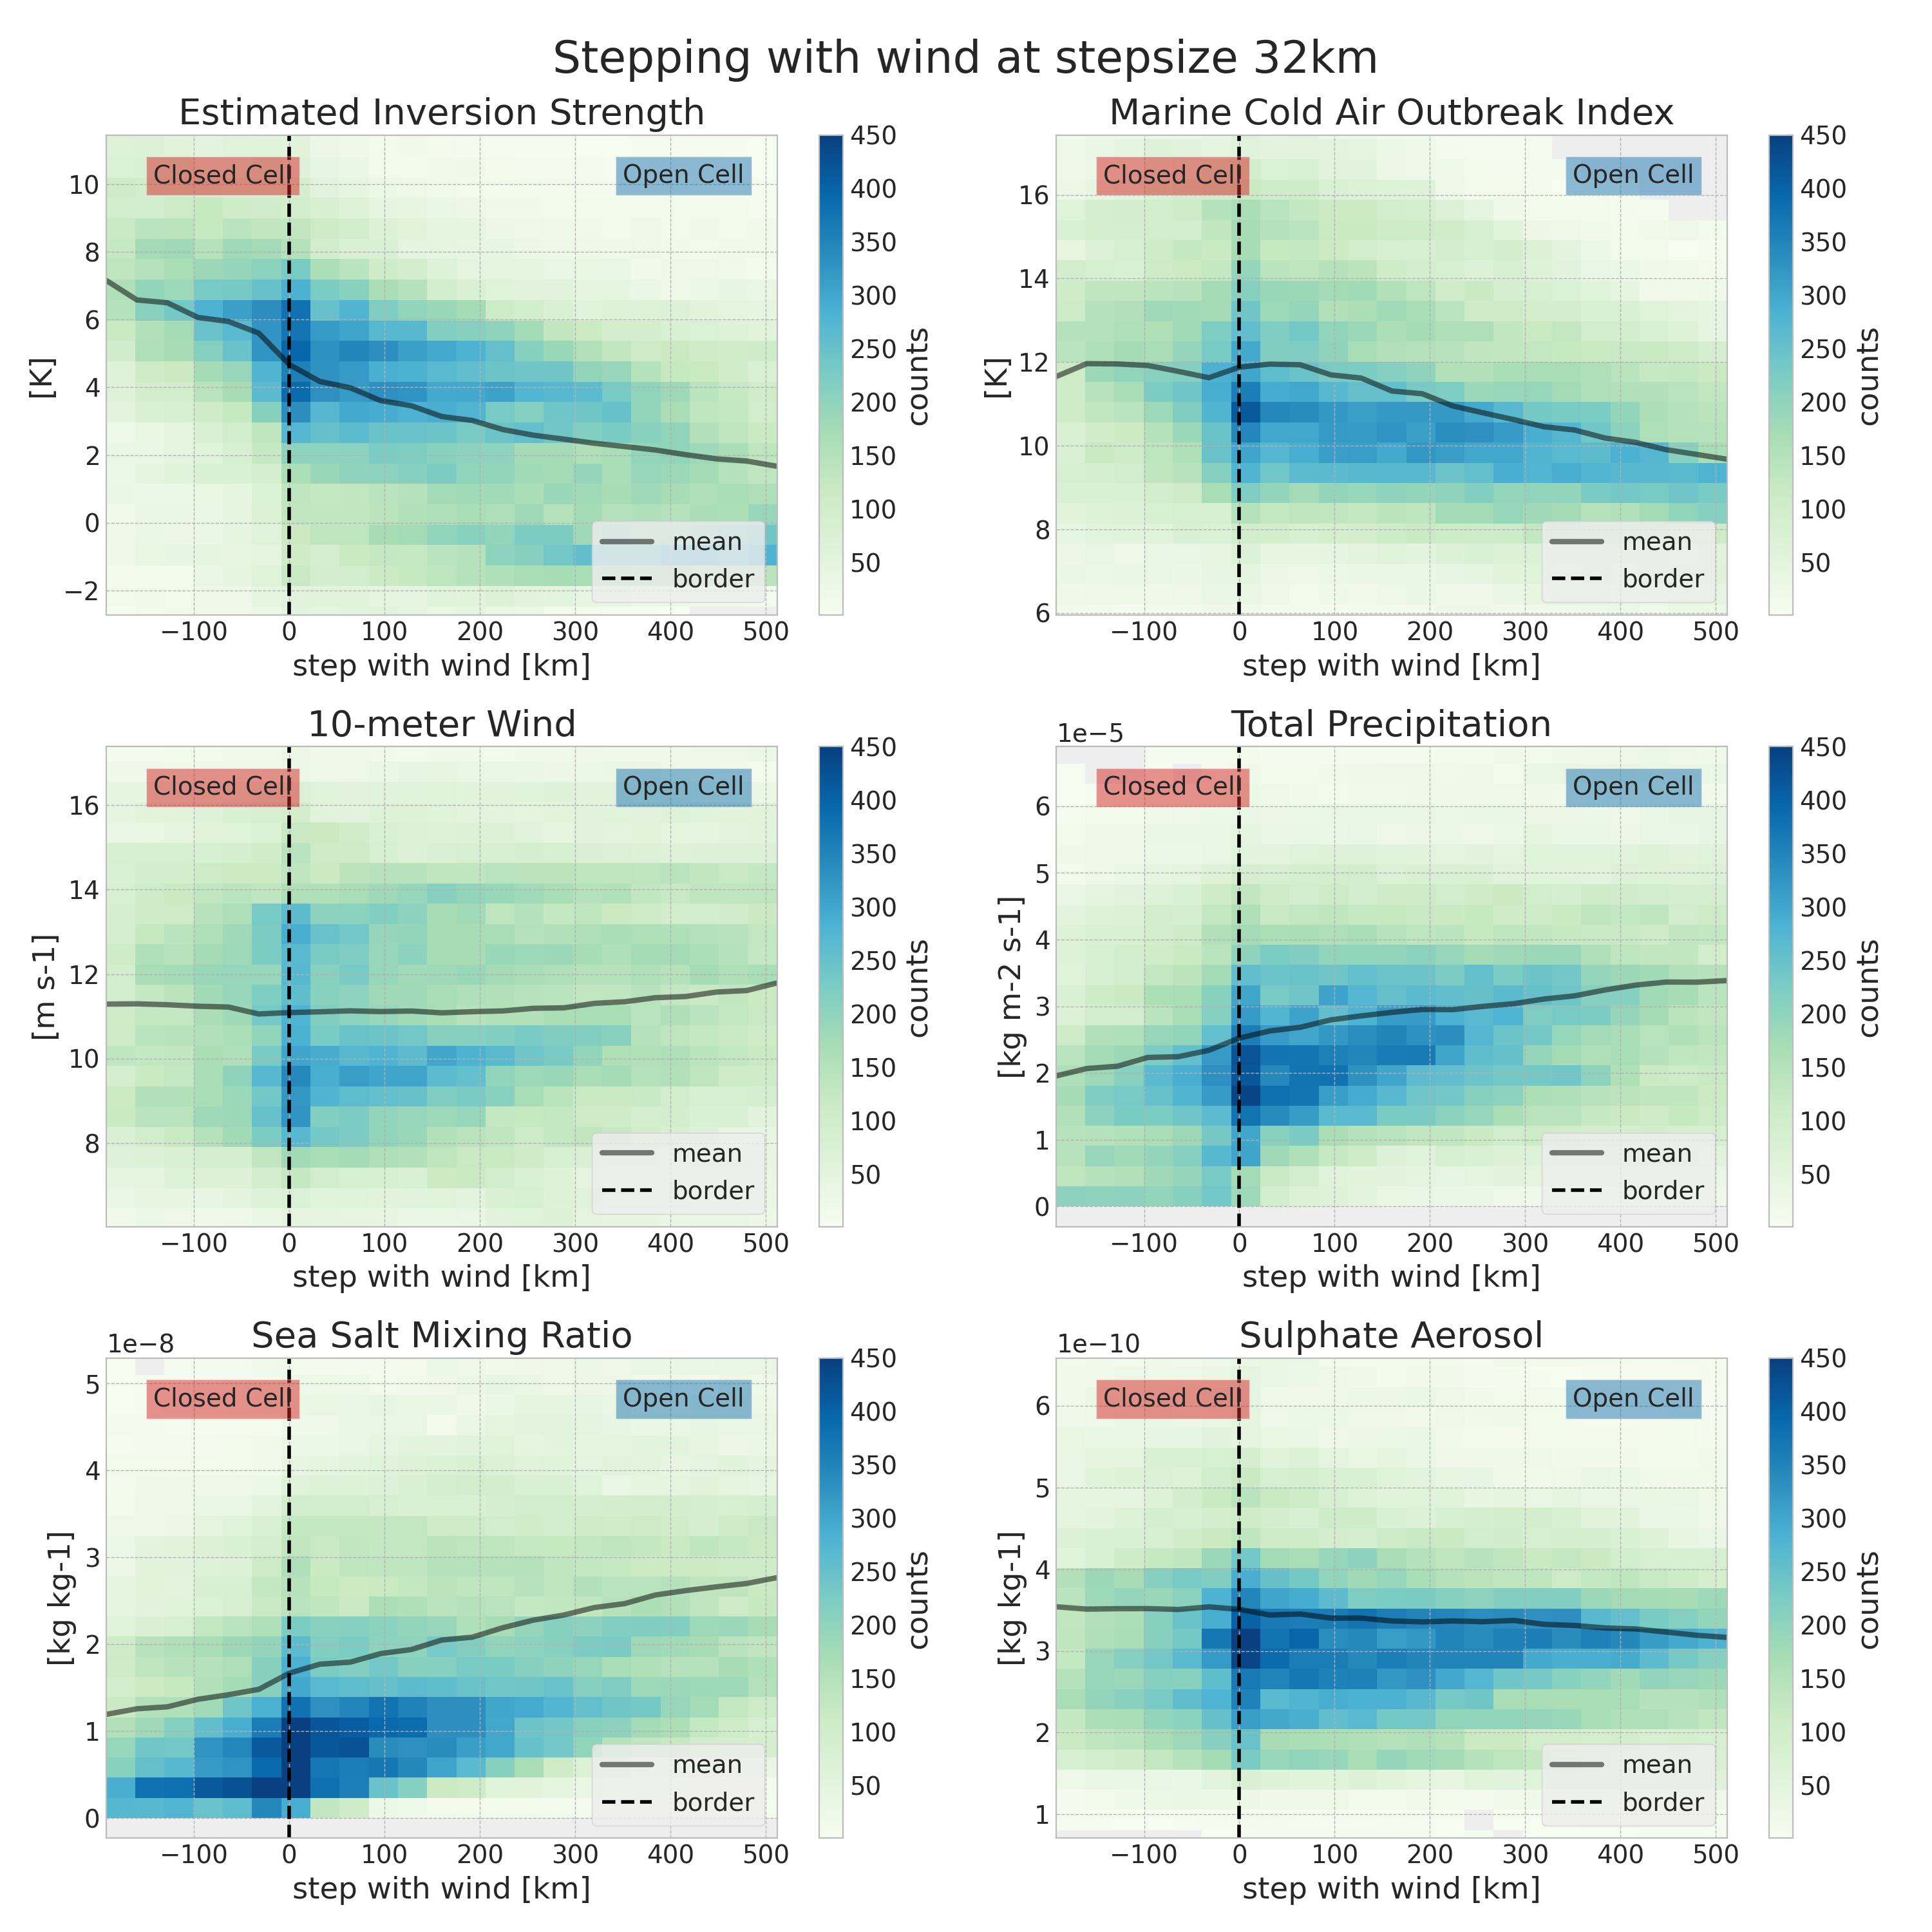 Stepping with wind at stepsize 32km
Estimated Inversion Strength
Closed Cell
Open Cell
10
8
6
4
2
0
−2
[K]
−100 0 100 200 300 400 500
step with wind [km]
mean
border
450
400
350
300
250
200
150
100
50
counts
Marine Cold Air Outbreak Index
Closed Cell
Open Cell
16
14
12
10
8
6
[K]
−100 0 100 200 300 400 500
step with wind [km]
mean
border
450
400
350
300
250
200
150
100
50
counts
10-meter Wind
Closed Cell
Open Cell
16
14
12
10
8
[m s-1]
−100 0 100 200 300 400 500
step with wind [km]
mean
border
450
400
350
300
250
200
150
100
50
counts
Total Precipitation
1e−5
Closed Cell
Open Cell
6
5
4
3
2
1
0
[kg m-2 s-1]
−100 0 100 200 300 400 500
step with wind [km]
mean
border
450
400
350
300
250
200
150
100
50
counts
Sea Salt Mixing Ratio
1e−8
Closed Cell
Open Cell
5
4
3
2
1
0
[kg kg-1]
−100 0 100 200 300 400 500
step with wind [km]
mean
border
450
400
350
300
250
200
150
100
50
counts
Sulphate Aerosol
1e−10
Closed Cell
Open Cell
6
5
4
3
2
1
[kg kg-1]
−100 0 100 200 300 400 500
step with wind [km]
mean
border
450
400
350
300
250
200
150
100
50
counts